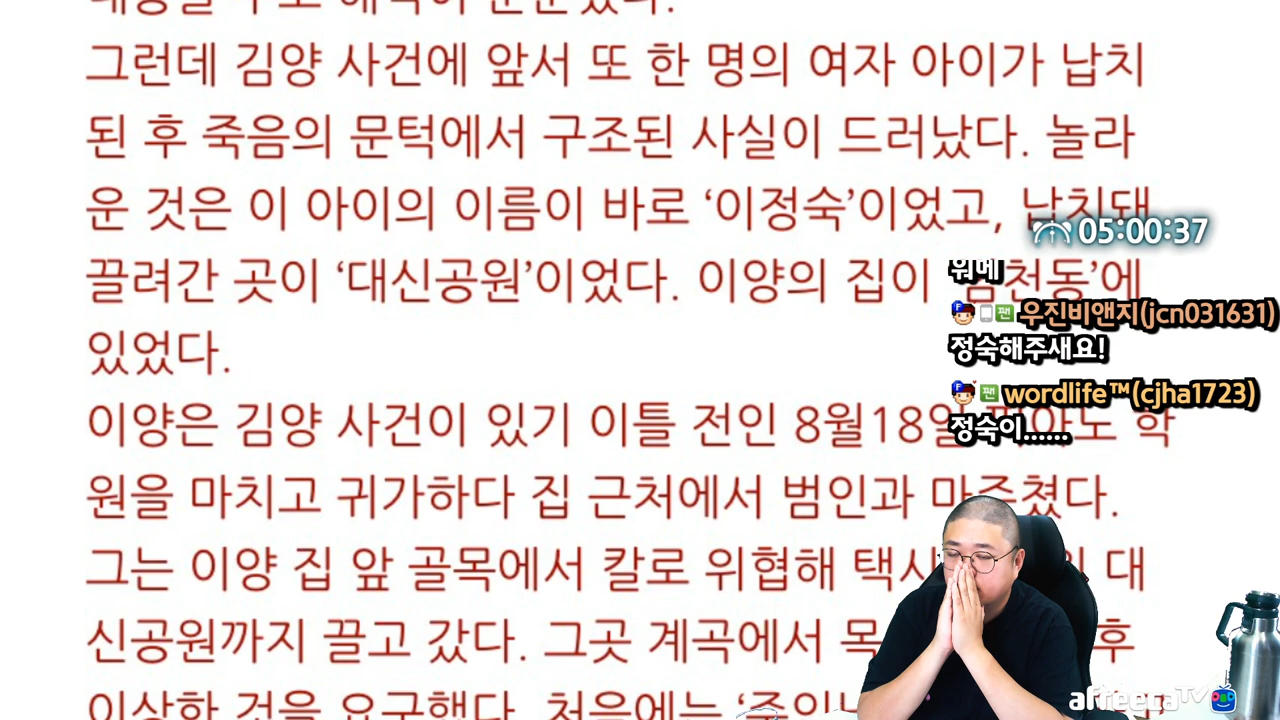 그런데 김양 사건에 앞서 또 한 명의 여자 아이가 납치
된 후 죽음의 문턱에서 구조된 사실이 드러났다. 놀라
운 것은 이 아이의 이름이 바로 ‘이정숙’이었고, 납치돼
05:00:37
끌려간 곳이 ‘대신공원’이었다. 이양의 집이 ‘암천동’에
워메
우진비앤지(jcn031631)
있었다.
정숙해주새요!
wordlife™(cjha1723)
이양은 김양 사건이 있기 이틀 전인 8월18일 학
정숙이......
원을 마치고 귀가하다 집 근처에서 범인과 마주쳤다.
그는 이양 집 앞 골목에서 칼로 위협해 택시 대
신공원까지 끌고 갔다. 그곳 계곡에서 목 후
이상한 것을 요구했다. 처음에는
afreecaTV